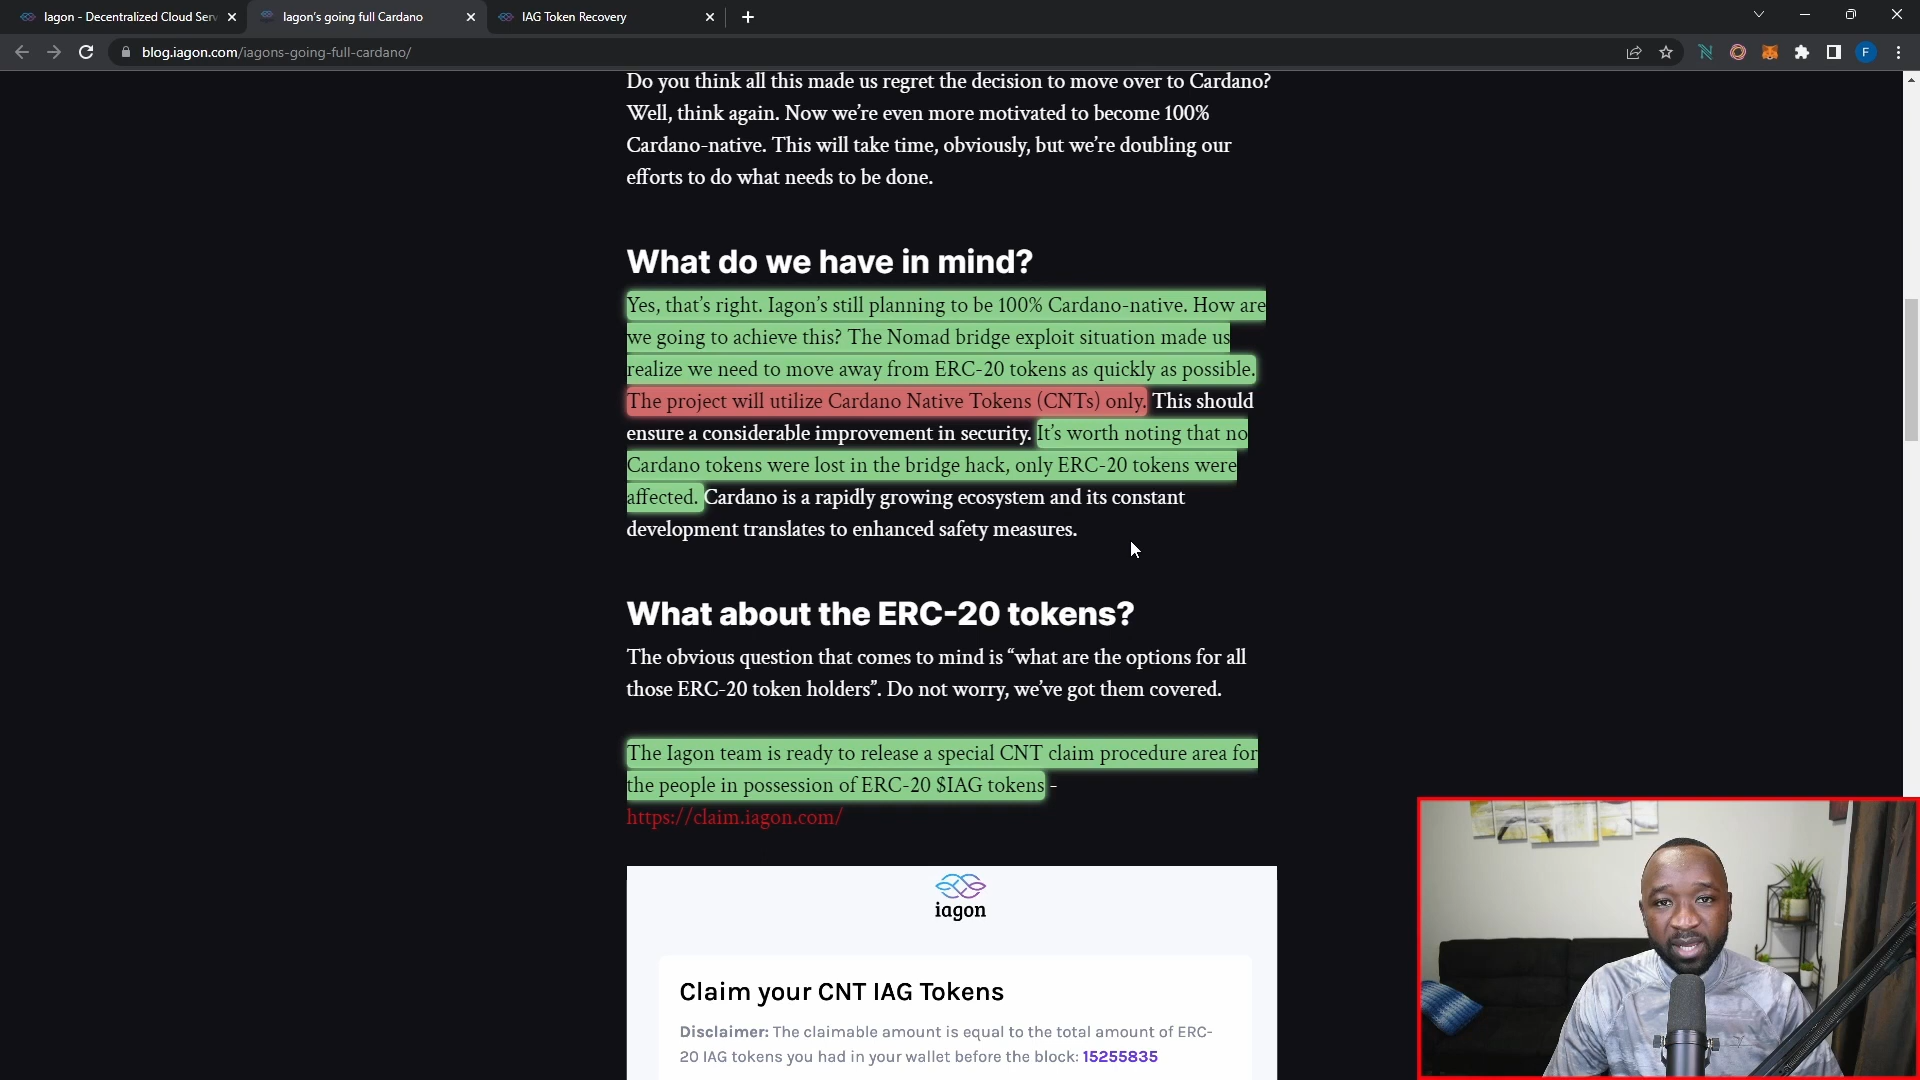 Iagon - Decentralized Cloud Serv
Iagon's going full Cardano
IAG Token Recovery
blog.iagon.com/iagons-going-full-cardano/
F
Do you think all this made us regret the decision to move over to Cardano?
Well, think again. Now we're even more motivated to become 100%
Cardano-native. This will take time, obviously, but we're doubling our
efforts to do what needs to be done.
What do we have in mind?
Yes, that's right. Iagon's still planning to be 100% Cardano-native. How are
we going to achieve this? The Nomad bridge exploit situation made us
realize we need to move away from ERC-20 tokens as quickly as possible.
The project will utilize Cardano Native Tokens (CNTs) only. This should
ensure a considerable improvement in security. It's worth noting that no
Cardano tokens were lost in the bridge hack, only ERC-20 tokens were
affected. Cardano is a rapidly growing ecosystem and its constant
development translates to enhanced safety measures.
What about the ERC-20 tokens?
The obvious question that comes to mind is “what are the options for all
those ERC-20 token holders”. Do not worry, we've got them covered.
The Iagon team is ready to release a special CNT claim procedure area for
the people in possession of ERC-20 $IAG tokens -
https://claim.iagon.com/
iagon
Claim your CNT IAG Tokens
Disclaimer: The claimable amount is equal to the total amount of ERC-
20 IAG tokens you had in your wallet before the block: 15255835